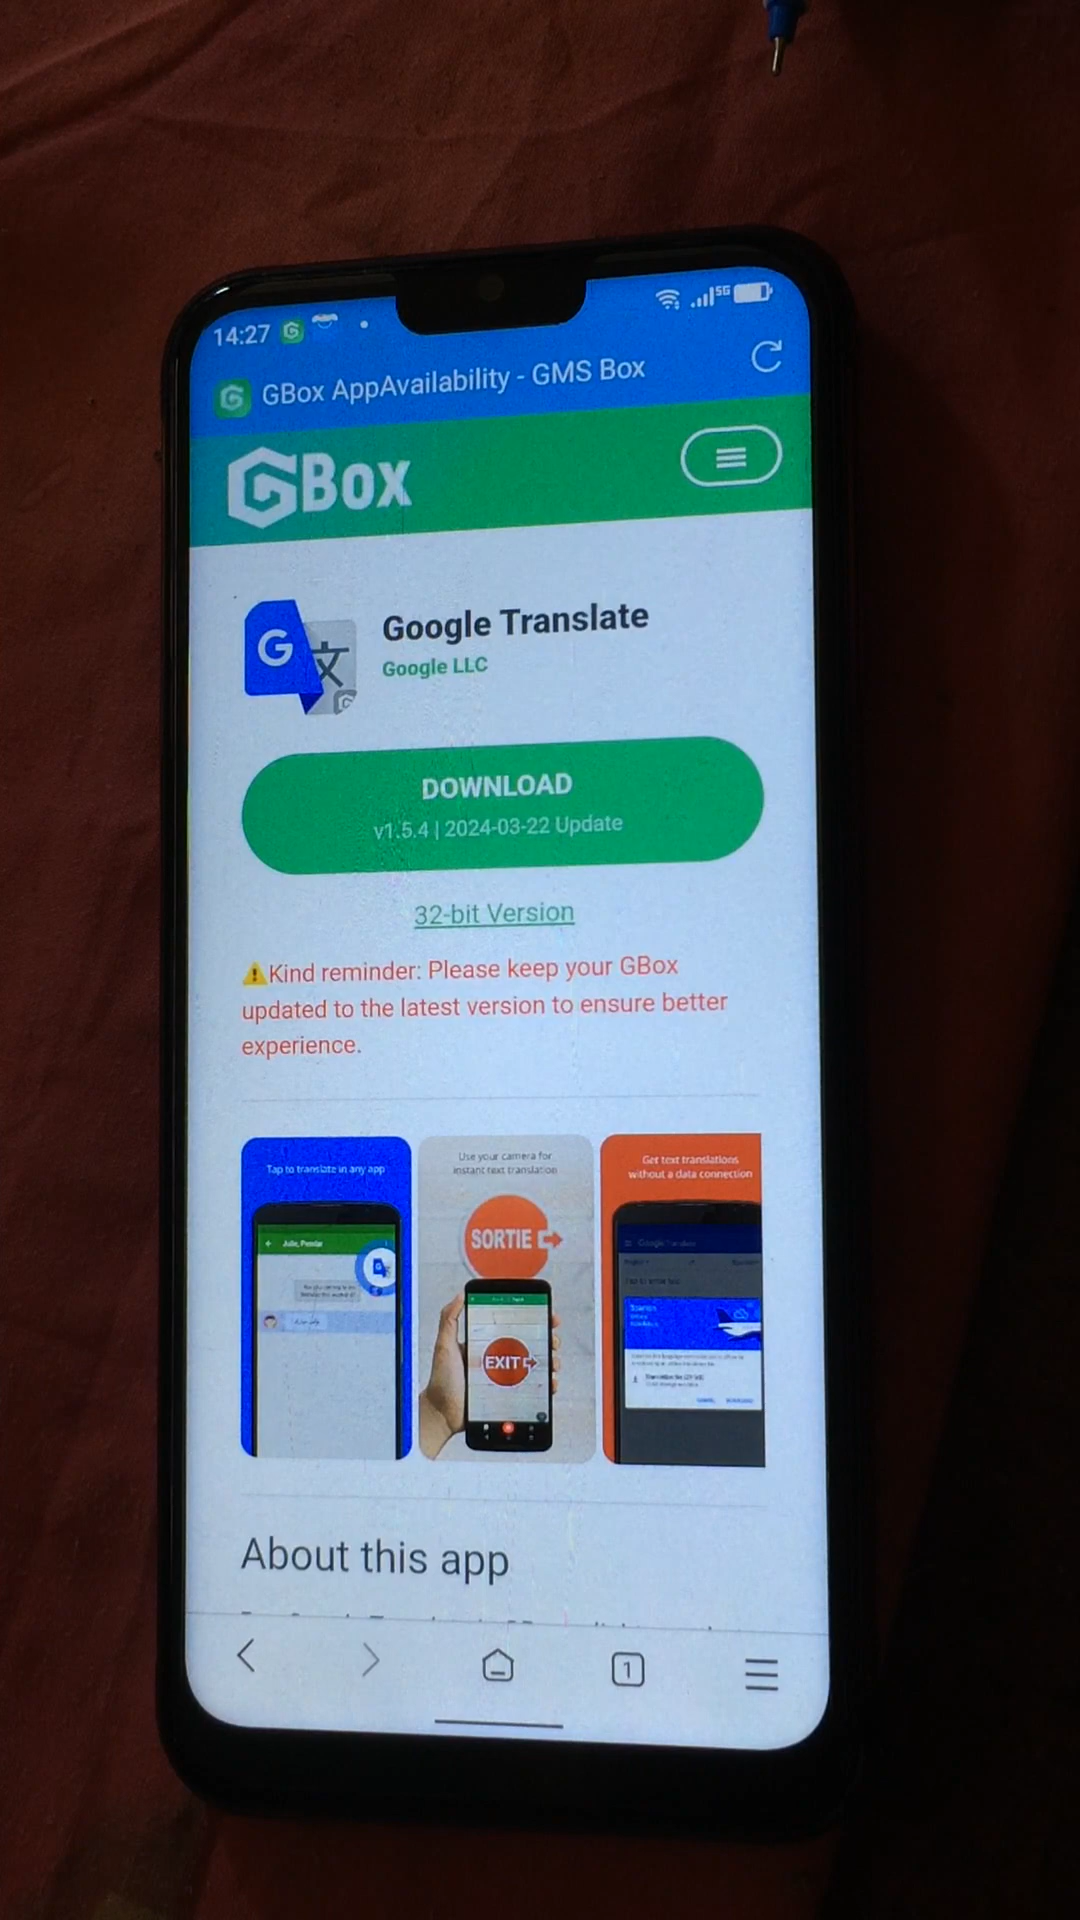 14:27
5G
GBox AppAvailability - GMS Box
GBOX
Google Translate
Google LLC
DOWNLOAD
v1.5.4 | 2024-03-22 Update
32-bit Version
⚠Kind reminder: Please keep your GBox
updated to the latest version to ensure better
experience.
Tap to translate in any app
Use your camera for
instant text translation
SORTIE
EXIT
Get text translations
without a data connection
About this app
1